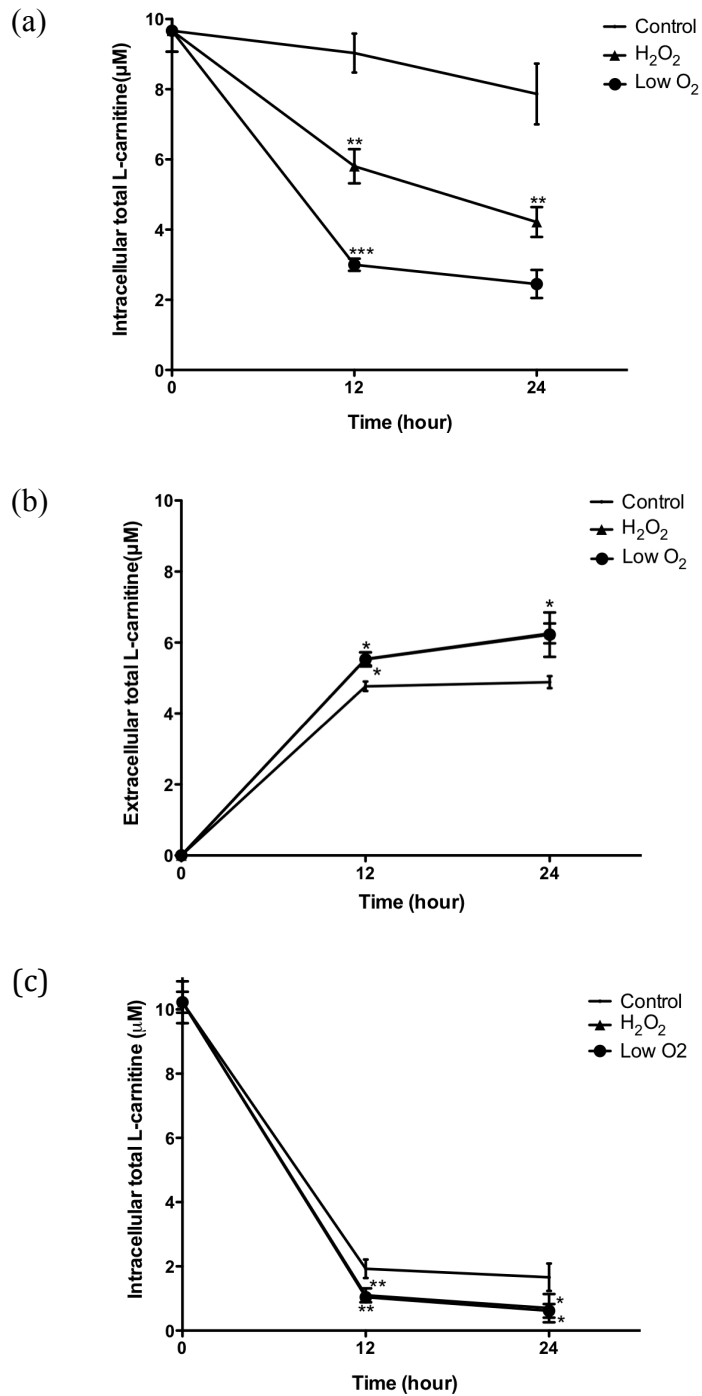 (a)
Intracellular total L-carnitine(µM)
10
8
6
4
2
0
**
**
***
0
12
24
Time (hour)
Control
H₂O₂
Low O₂
(b)
Extracellular total L-carnitine(µM)
10
8
6
4
2
0
*
*
*
0
12
24
Time (hour)
Control
H₂O₂
Low O₂
(c)
Intracellular total L-carnitine (µM)
10
8
6
4
2
0
**
**
*
*
0
12
24
Time (hour)
Control
H₂O₂
Low O2